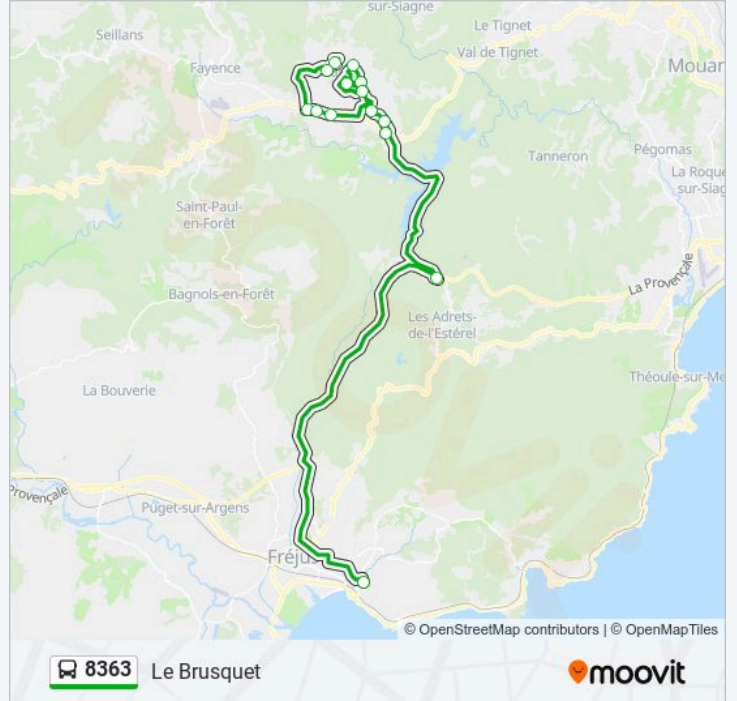 sur-Siagne
Le Tignet
Seillans
Val de Tignet
Fayence
Mouar
Tanneron
Pégomas
La Roque
sur-Siag
Saint-Paul-
en-Forêt
La Provençale
Bagnols-en-Forêt
Les Adrets-
de-l'Estérel
La Bouverie
Théoule-sur-Me
Provençale
Puget-sur-Argens
Fréjus
© OpenStreetMap contributors | © OpenMapTiles
8363 Le Brusquet
moovit